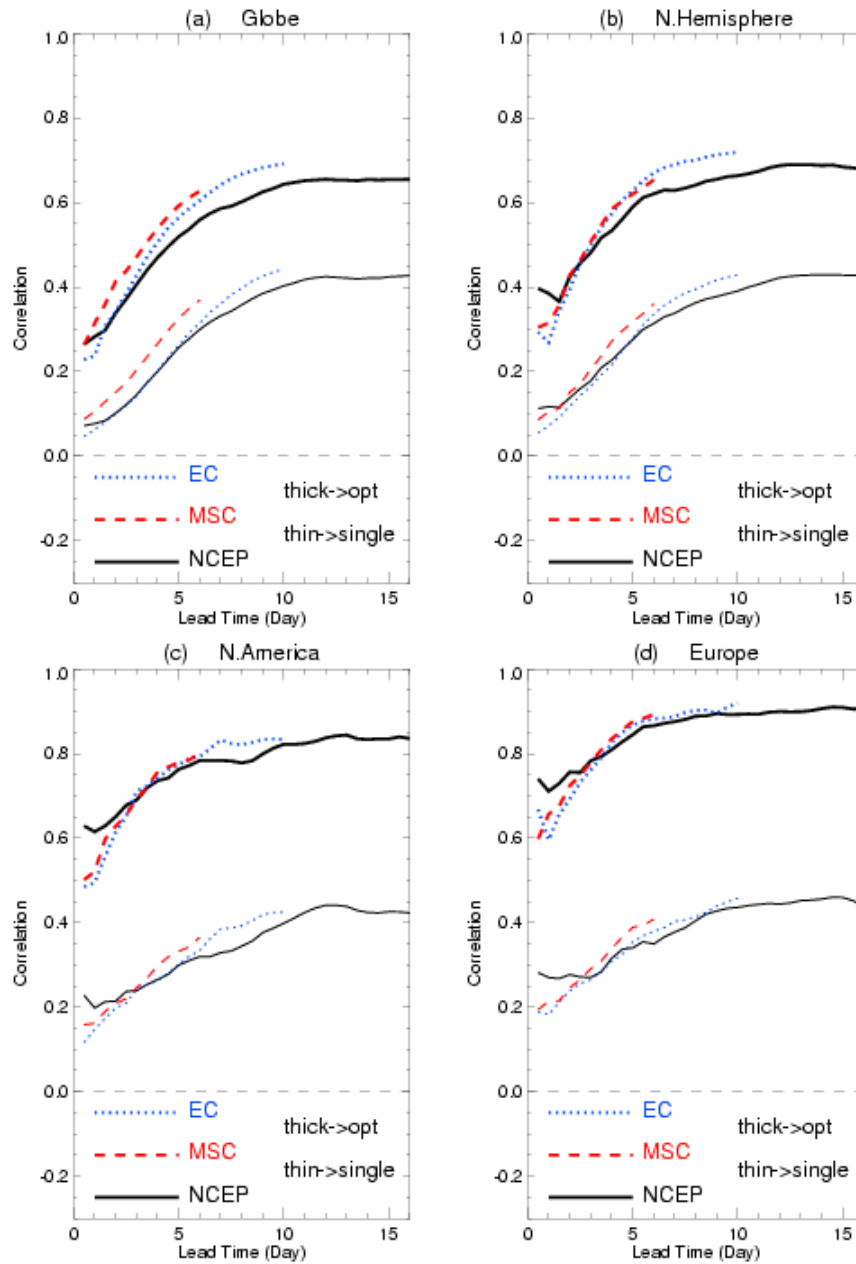 (a) Globe
1.0
0.8
0.6
0.4
0.2
0.0
-0.2
Correlation
EC
thick->opt
MSC
thin->single
NCEP
0 5 10 15
Lead Time (Day)
(b) N.Hemisphere
1.0
0.8
0.6
0.4
0.2
0.0
-0.2
Correlation
EC
thick->opt
MSC
thin->single
NCEP
0 5 10 15
Lead Time (Day)
(c) N.America
1.0
0.8
0.6
0.4
0.2
0.0
-0.2
Correlation
EC
thick->opt
MSC
thin->single
NCEP
0 5 10 15
Lead Time (Day)
(d) Europe
1.0
0.8
0.6
0.4
0.2
0.0
-0.2
Correlation
EC
thick->opt
MSC
thin->single
NCEP
0 5 10 15
Lead Time (Day)